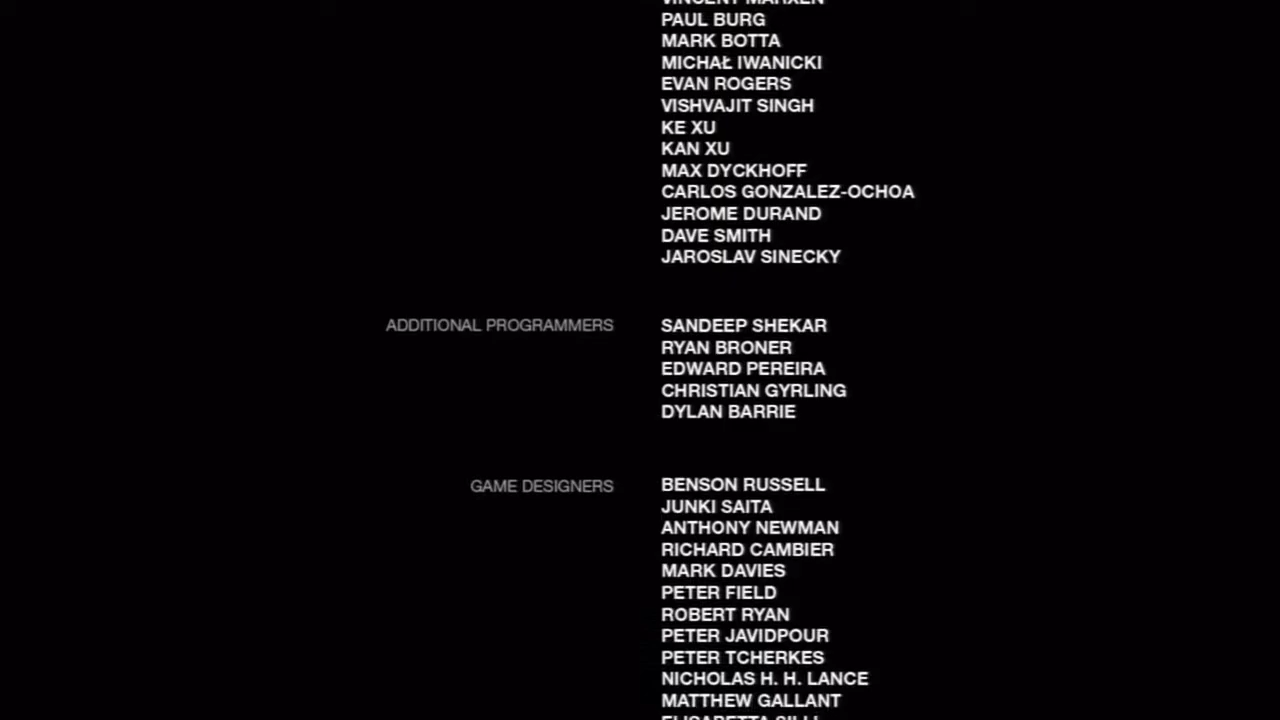 PAUL BURG
MARK BOTTA
MICHAŁ IWANICKI
EVAN ROGERS
VISHVAJIT SINGH
KE XU
KAN XU
MAX DYCKHOFF
CARLOS GONZALEZ-OCHOA
JEROME DURAND
DAVE SMITH
JAROSLAV SINECKY
ADDITIONAL PROGRAMMERS SANDEEP SHEKAR
RYAN BRONER
EDWARD PEREIRA
CHRISTIAN GYRLING
DYLAN BARRIE
GAME DESIGNERS BENSON RUSSELL
JUNKI SAITA
ANTHONY NEWMAN
RICHARD CAMBIER
MARK DAVIES
PETER FIELD
ROBERT RYAN
PETER JAVIDPOUR
PETER TCHERKES
NICHOLAS H. H. LANCE
MATTHEW GALLANT